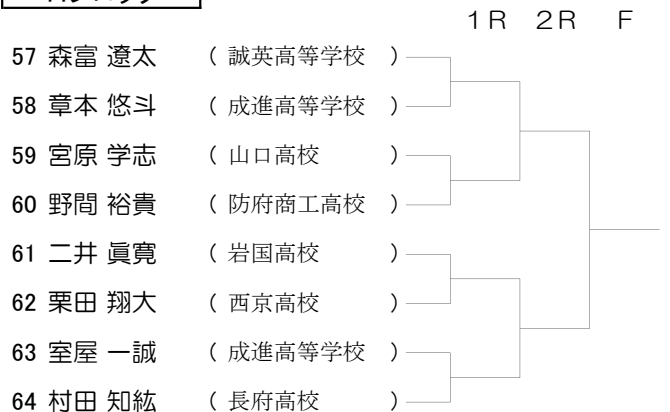 １Ｒ ２Ｒ Ｆ
57 森富 遼太 ( 誠英高等学校 )
58 章本 悠斗 ( 成進高等学校 )
59 宮原 学志 ( 山口高校 )
60 野間 裕貴 ( 防府商工高校 )
61 二井 眞寛 ( 岩国高校 )
62 栗田 翔大 ( 西京高校 )
63 室屋 一誠 ( 成進高等学校 )
64 村田 知紘 ( 長府高校 )